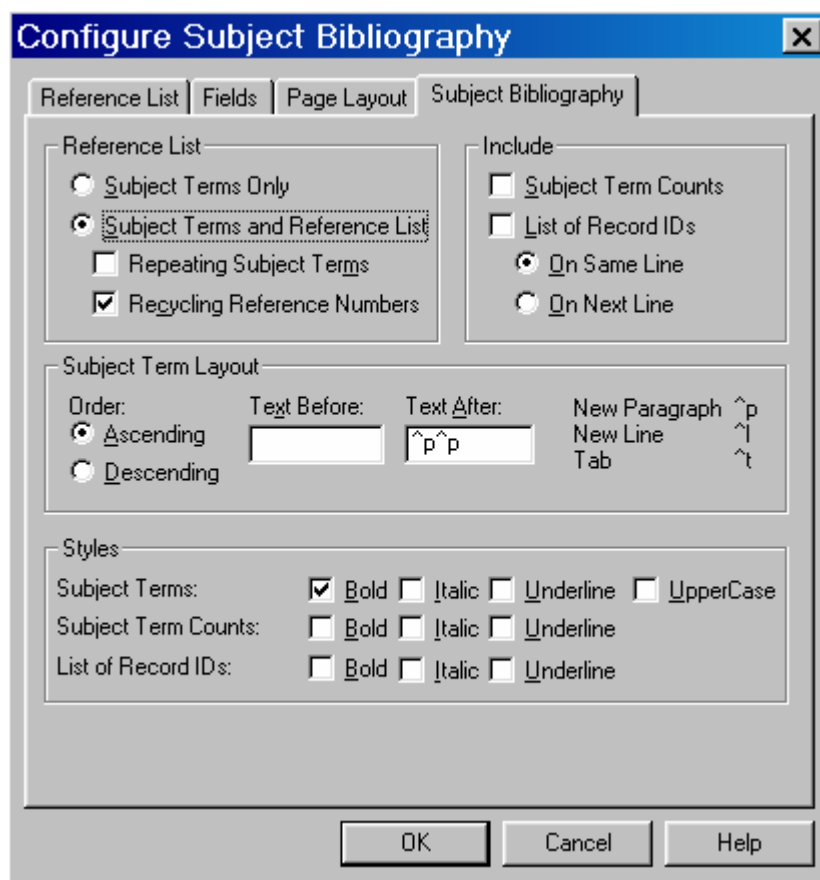 Configure Subject Bibliography
Reference List Fields Page Layout Subject Bibliography
Reference List
Subject Terms Only
Subject Terms and Reference List
Repeating Subject Terms
Recycling Reference Numbers
Include
Subject Term Counts
List of Record IDs
On Same Line
On Next Line
Subject Term Layout
Order:
Ascending
Descending
Text Before:
Text After:
^p^p
New Paragraph ^p
New Line ^l
Tab ^t
Styles
Subject Terms: Bold Italic Underline UpperCase
Subject Term Counts: Bold Italic Underline
List of Record IDs: Bold Italic Underline
OK Cancel Help